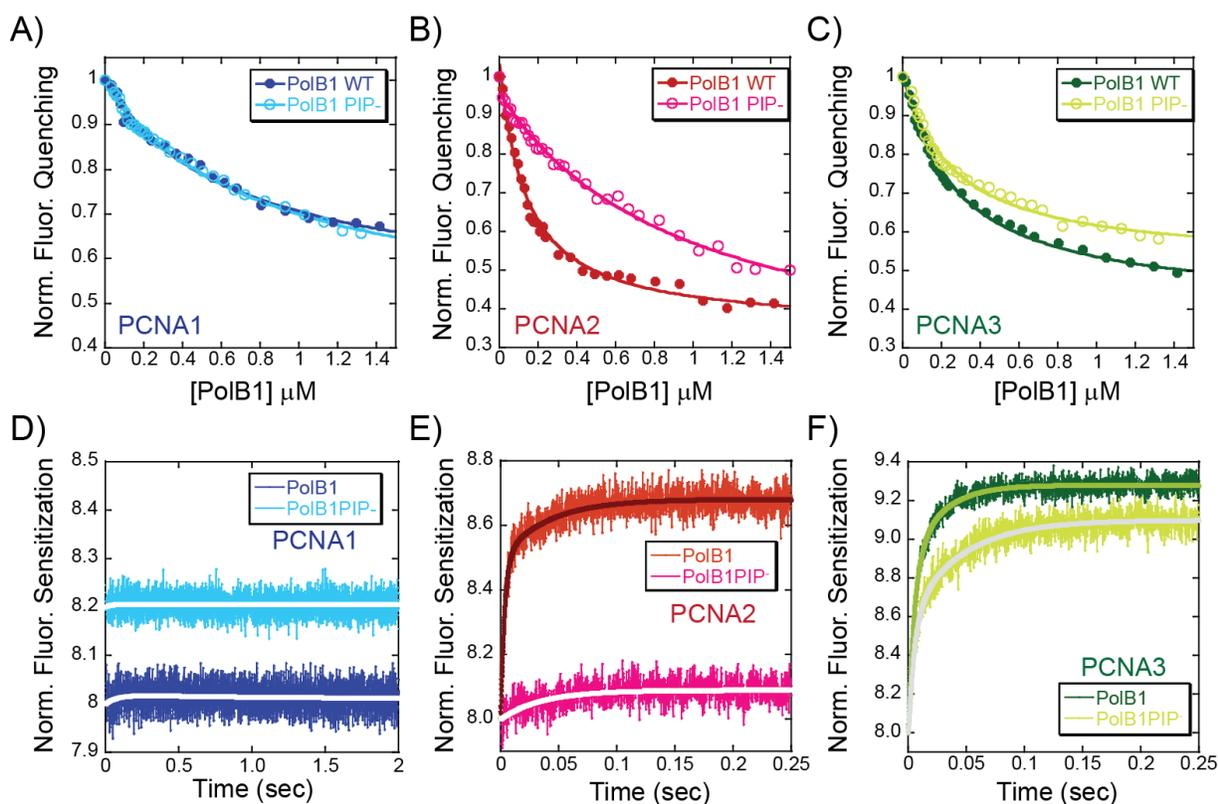 A)
Norm. Fluor. Quenching
1
0.9
0.8
0.7
0.6
0.5
0.4
PolB1 WT
PolB1 PIP-
PCNA1
0 0.2 0.4 0.6 0.8 1 1.2 1.4
[PolB1] μM
B)
Norm. Fluor. Quenching
1
0.9
0.8
0.7
0.6
0.5
0.4
0.3
PolB1 WT
PolB1 PIP-
PCNA2
0 0.2 0.4 0.6 0.8 1 1.2 1.4
[PolB1] μM
C)
Norm. Fluor. Quenching
1
0.9
0.8
0.7
0.6
0.5
0.4
0.3
PolB1 WT
PolB1 PIP-
PCNA3
0 0.2 0.4 0.6 0.8 1 1.2 1.4
[PolB1] μM
D)
Norm. Fluor. Sensitization
8.5
8.4
8.3
8.2
8.1
8
7.9
PolB1
PolB1PIP-
PCNA1
0 0.5 1.0 1.5 2
Time (sec)
E)
Norm. Fluor. Sensitization
8.8
8.6
8.4
8.2
8.0
PolB1
PolB1PIP-
PCNA2
0 0.05 0.1 0.15 0.2 0.25
Time (sec)
F)
Norm. Fluor. Sensitization
9.4
9.2
9.0
8.8
8.6
8.4
8.2
8.0
PCNA3
PolB1
PolB1PIP-
0 0.05 0.1 0.15 0.2 0.25
Time (sec)